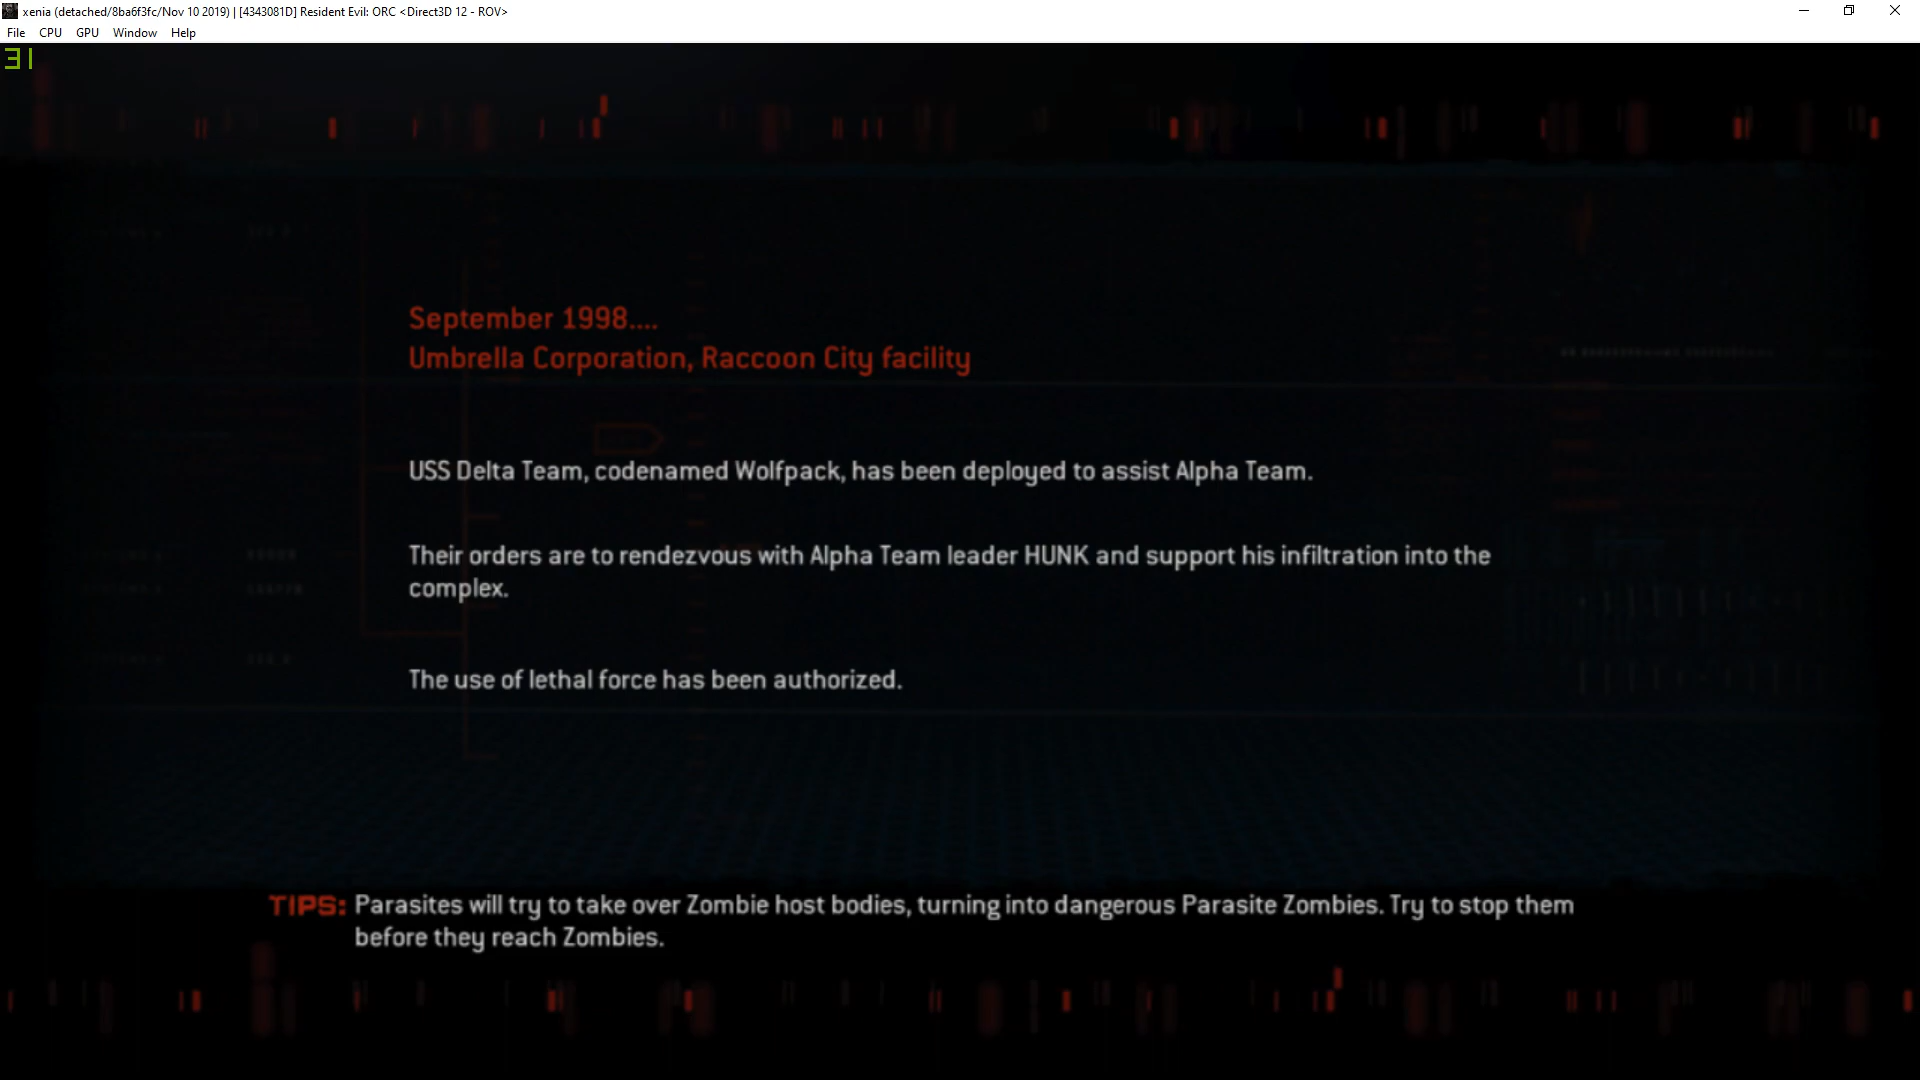 xenia (detached/8ba6f3fc/Nov 10 2019) | [4343081D] Resident Evil: ORC <Direct3D 12 - ROV>
File CPU GPU Window Help
31
September 1998....
Umbrella Corporation, Raccoon City facility
USS Delta Team, codenamed Wolfpack, has been deployed to assist Alpha Team.
Their orders are to rendezvous with Alpha Team leader HUNK and support his infiltration into the
complex.
The use of lethal force has been authorized.
TIPS: Parasites will try to take over Zombie host bodies, turning into dangerous Parasite Zombies. Try to stop them
before they reach Zombies.